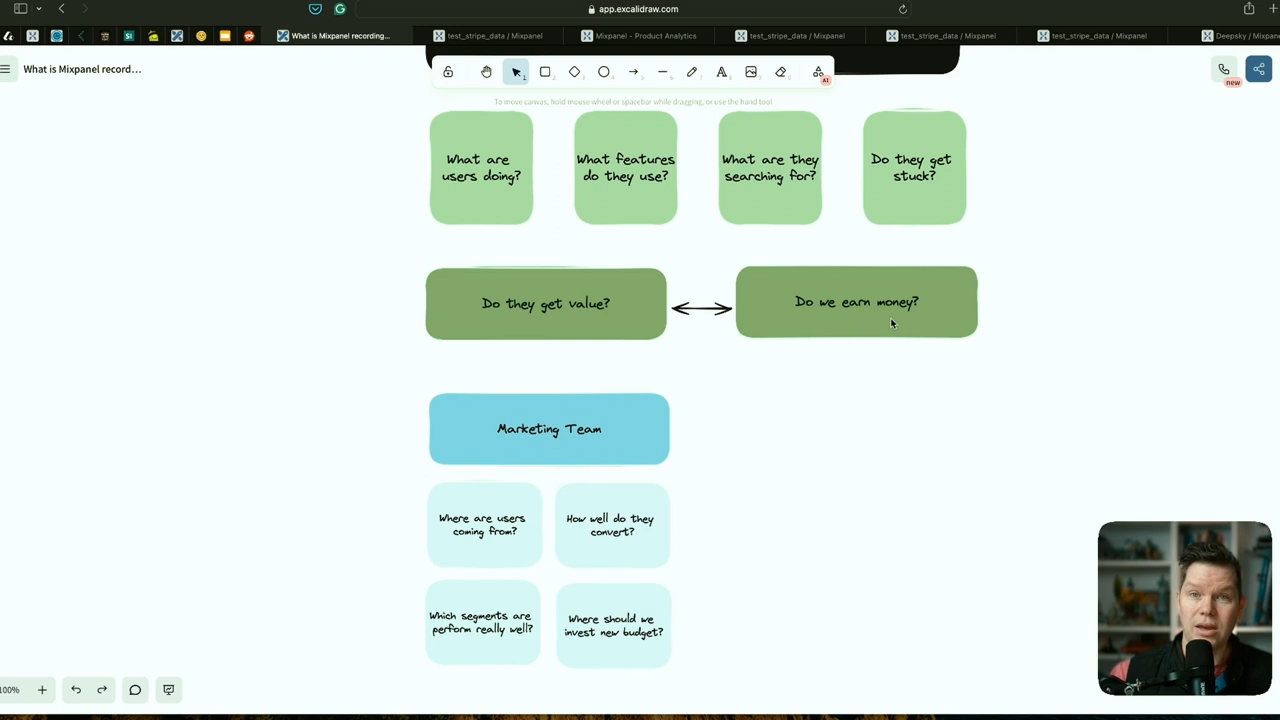 app.excalidraw.com
What is Mixpanel recording...
test_stripe_data / Mixpanel
Mixpanel - Product Analytics
test_stripe_data / Mixpanel
test_stripe_data / Mixpanel
test_stripe_data / Mixpanel
Deepsky / Mixpane
What is Mixpanel record...
new
AI
To move canvas, hold mouse wheel or spacebar while dragging, or use the hand tool
What are
users doing?
What features
do they use?
What are they
searching for?
Do they get
stuck?
Do they get value?
Do we earn money?
Marketing Team
Where are users
coming from?
How well do they
convert?
Which segments are
perform really well?
Where should we
invest new budget?
100%